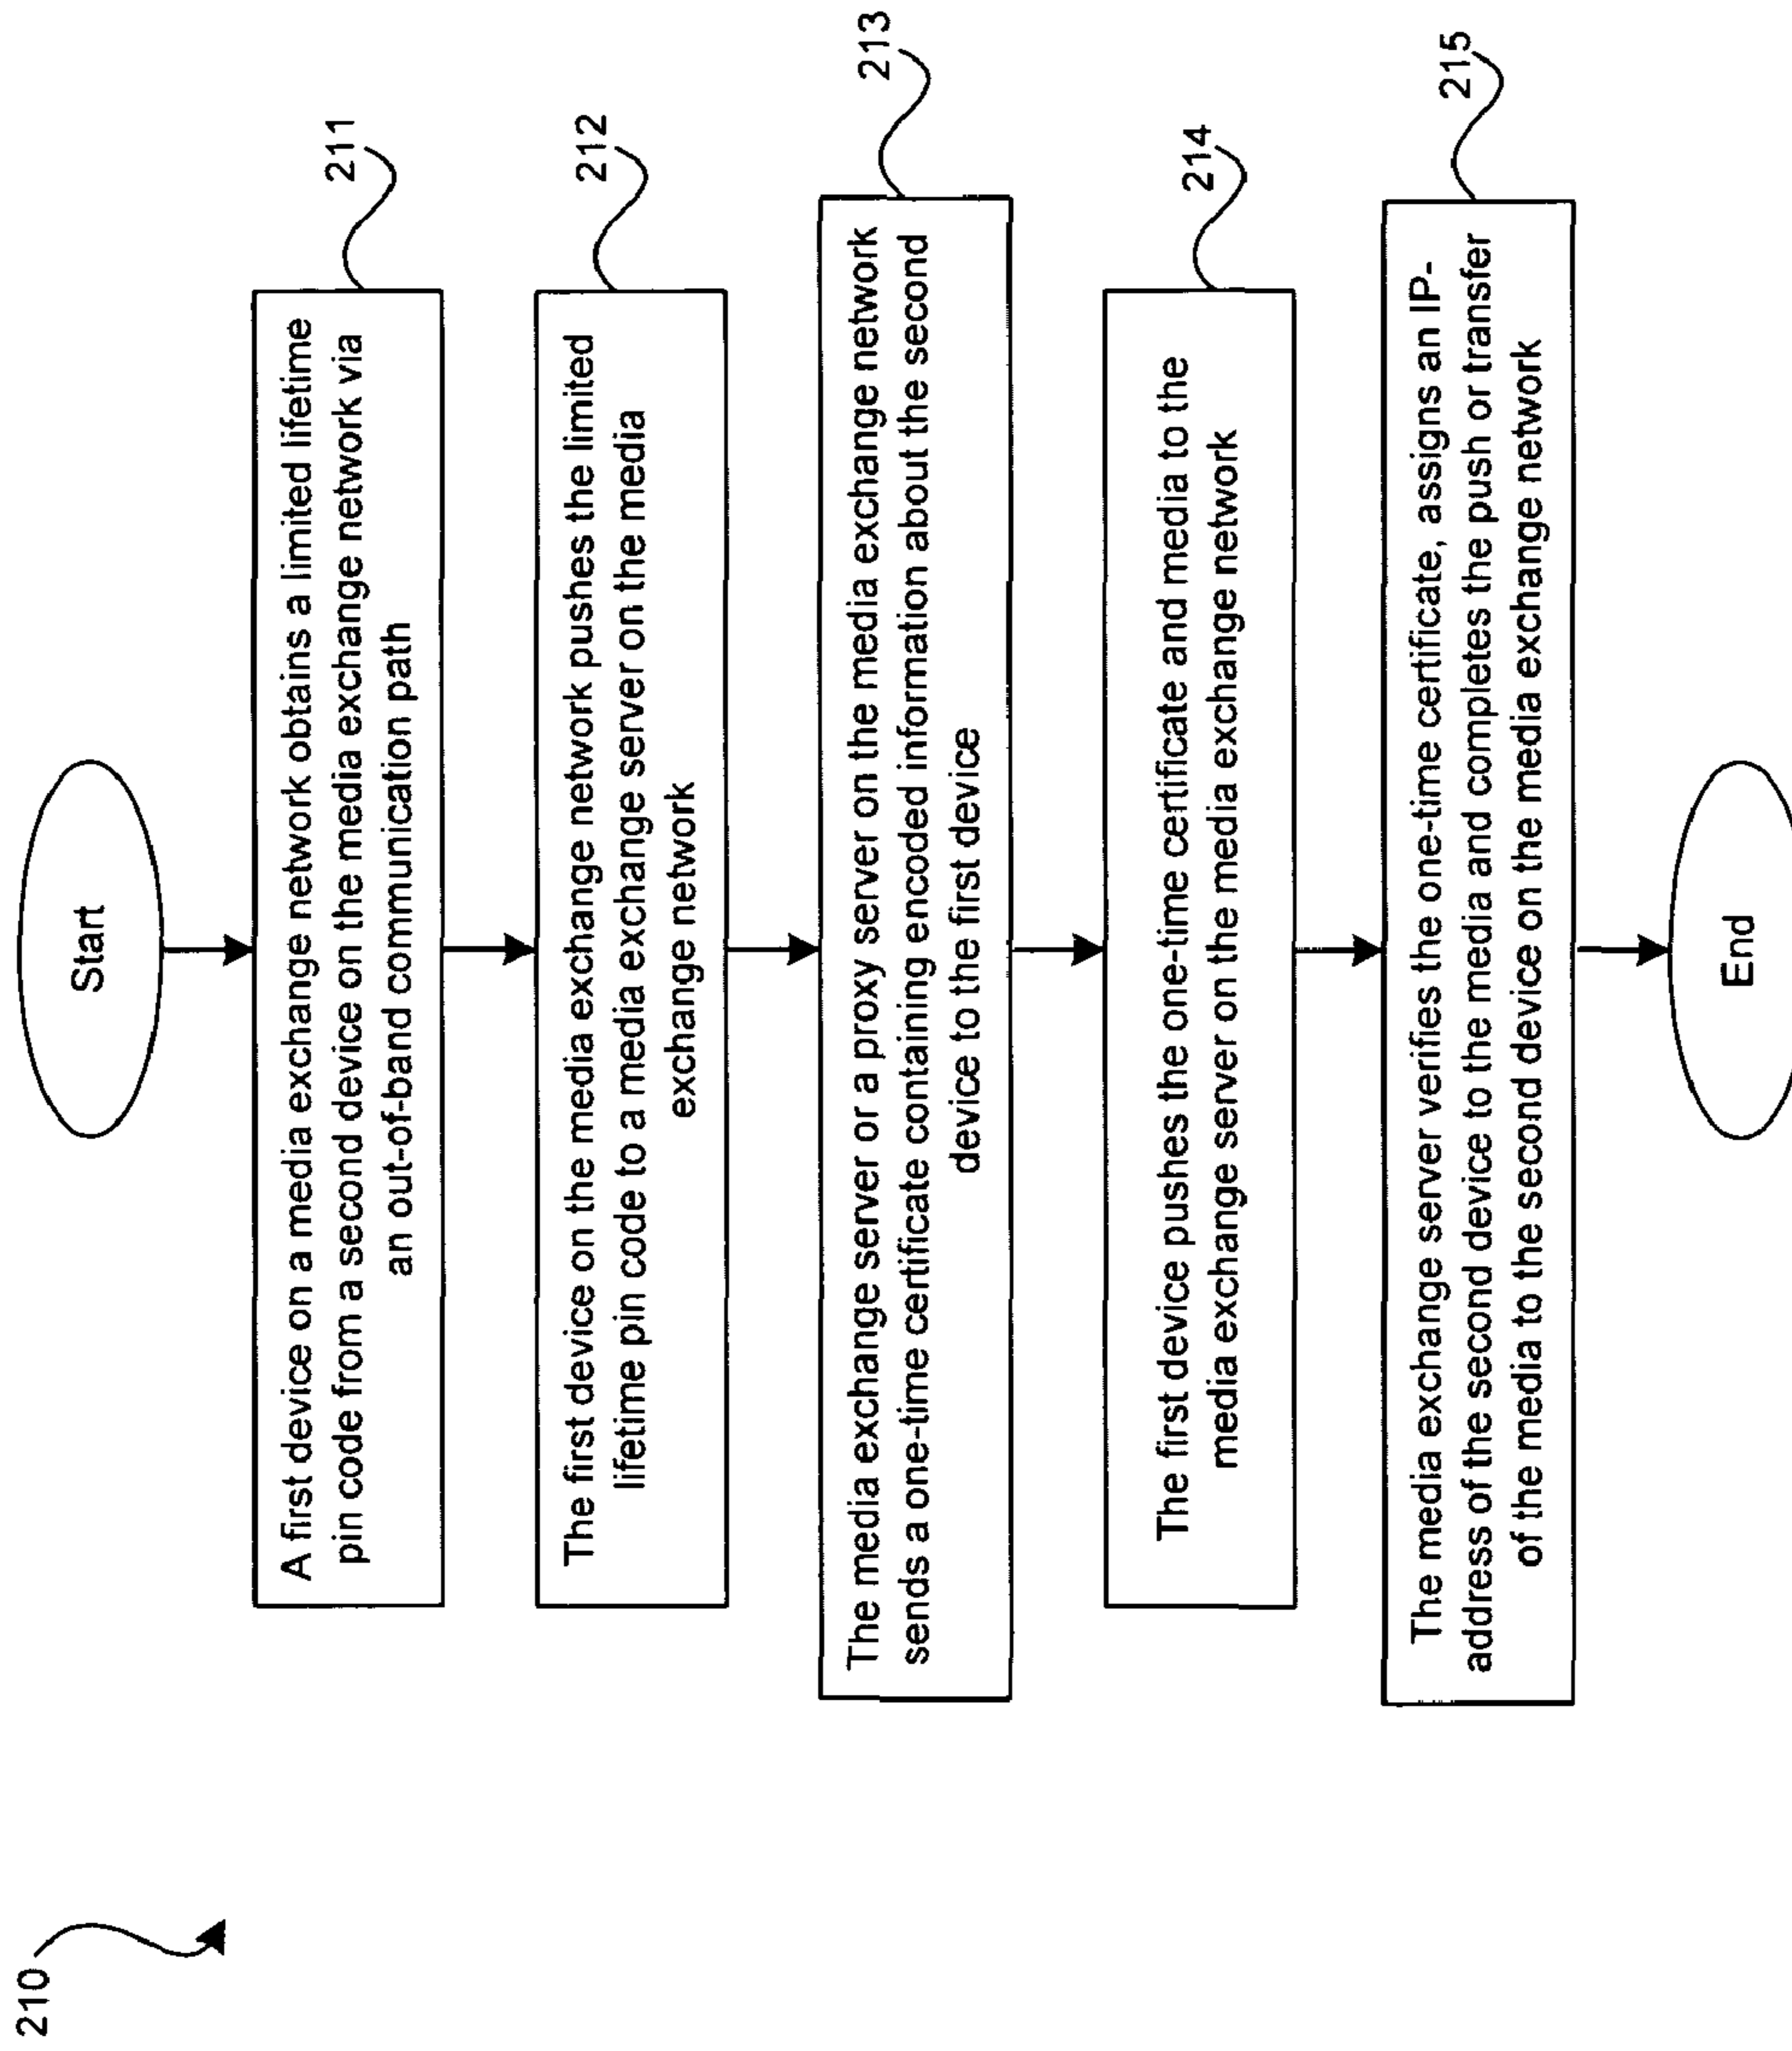 210
Start
A first device on a media exchange network obtains a limited lifetime
pin code from a second device on the media exchange network via
an out-of-band communication path
211
The first device on the media exchange network pushes the limited
lifetime pin code to a media exchange server on the media
exchange network
212
The media exchange server or a proxy server on the media exchange network
sends a one-time certificate containing encoded information about the second
device to the first device
213
The first device pushes the one-time certificate and media to the
media exchange server on the media exchange network
214
The media exchange server verifies the one-time certificate, assigns an IP-
address of the second device to the media and completes the push or transfer
of the media to the second device on the media exchange network
215
End